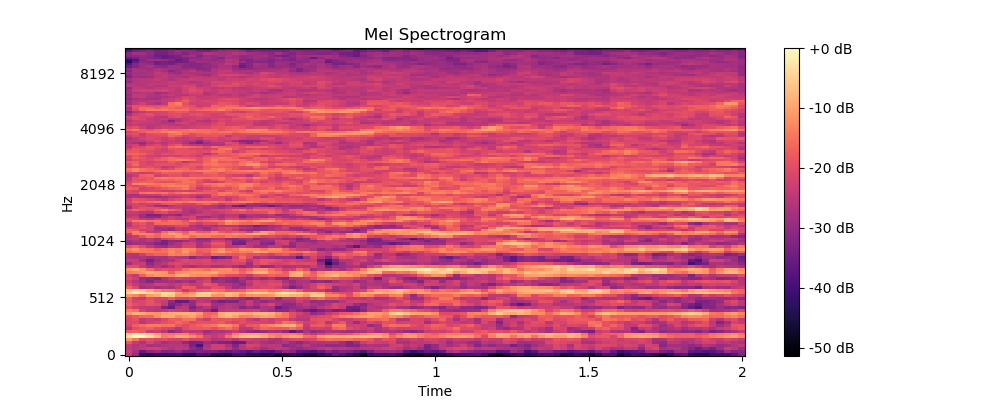 Mel Spectrogram
Hz
8192
4096
2048
1024
512
0
0
0.5
1
1.5
2
Time
+0 dB
-10 dB
-20 dB
-30 dB
-40 dB
-50 dB